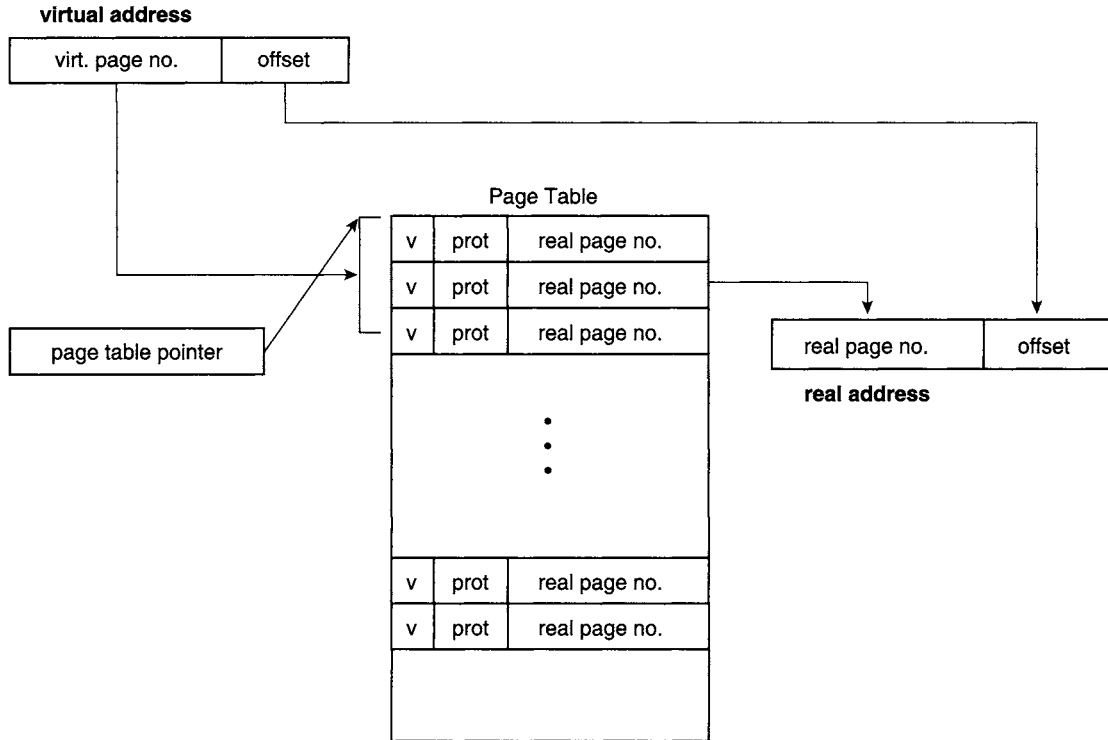 virtual address
virt. page no. offset
Page Table
v prot real page no.
v prot real page no.
v prot real page no.
page table pointer
real page no. offset
real address
v prot real page no.
v prot real page no.